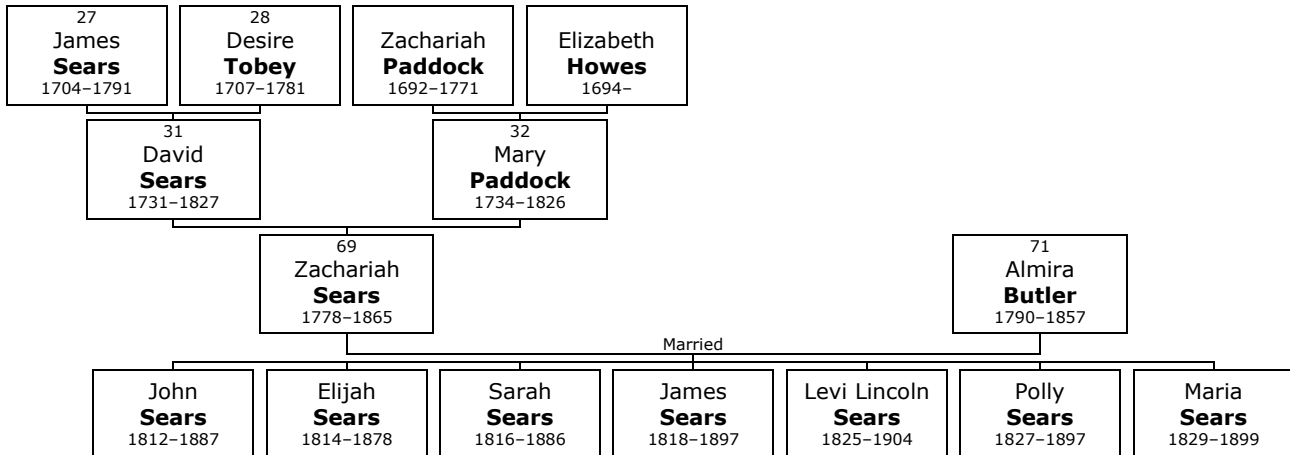 27
James
Sears
1704–1791
28
Desire
Tobey
1707–1781
Zachariah
Paddock
1692–1771
Elizabeth
Howes
1694–
31
David
Sears
1731–1827
32
Mary
Paddock
1734–1826
69
Zachariah
Sears
1778–1865
71
Almira
Butler
1790–1857
Married
John
Sears
1812–1887
Elijah
Sears
1814–1878
Sarah
Sears
1816–1886
James
Sears
1818–1897
Levi Lincoln
Sears
1825–1904
Polly
Sears
1827–1897
Maria
Sears
1829–1899